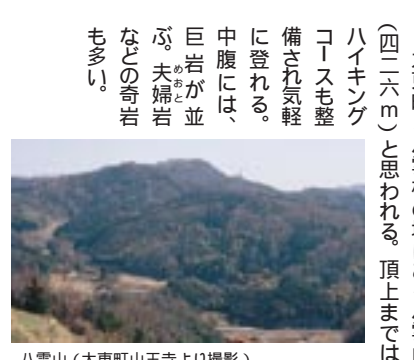 (四二六m)と思われる。頂上までは
ハイキング
コースも整
備され気軽
に登れる。
中腹には、
巨岩が並
ぶ。夫婦岩
めおと
などの奇岩
も多い。
八雲山(大東町山王寺より撮影)